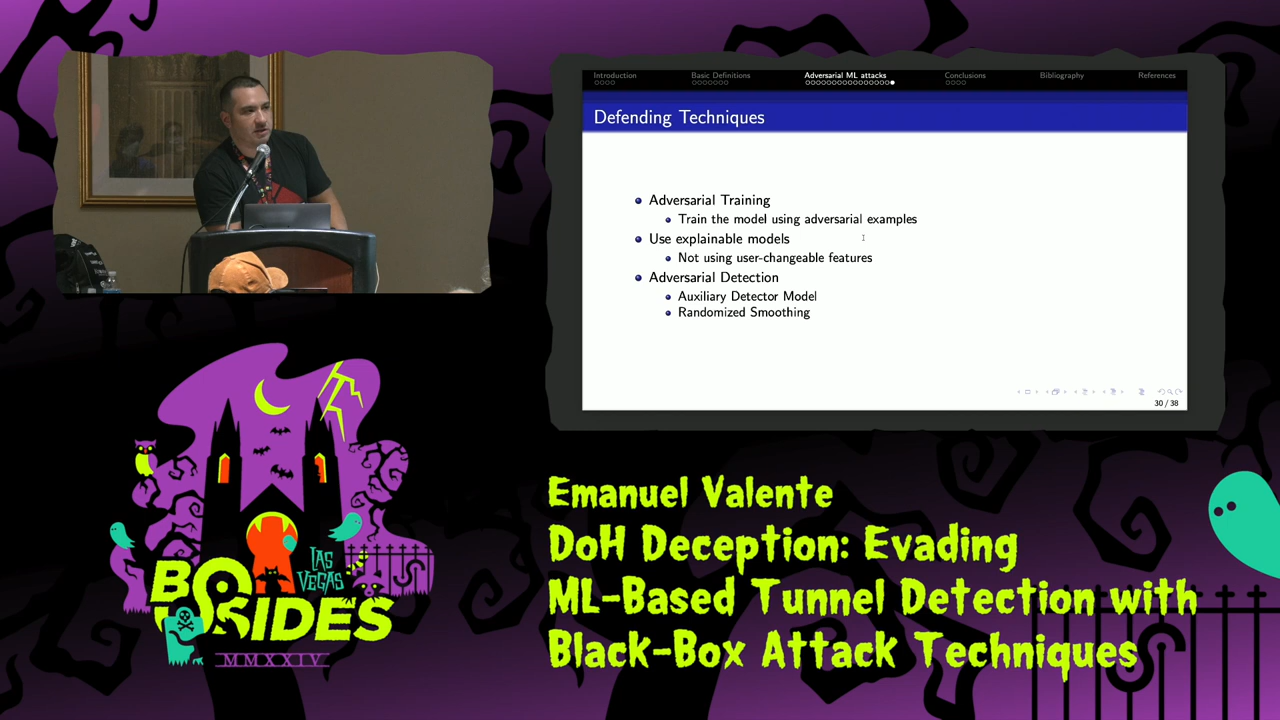 Introduction
Basic Definitions
Adversarial ML attacks
Conclusions
Bibliography
References
Defending Techniques
Adversarial Training
Train the model using adversarial examples
Use explainable models
Not using user-changeable features
Adversarial Detection
Auxiliary Detector Model
Randomized Smoothing
30 / 38
LAS
VEGAS
BSIDES
MMXXIV
Emanuel Valente
DoH Deception: Evading
ML-Based Tunnel Detection with
Black-Box Attack Techniques